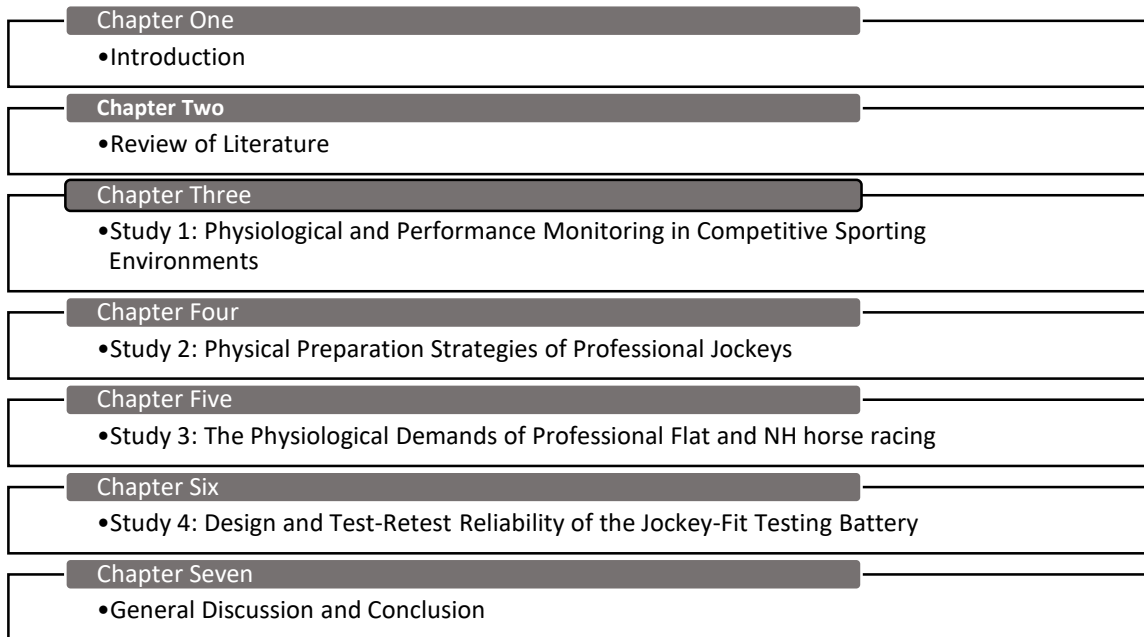 Chapter One
•Introduction
Chapter Two
•Review of Literature
Chapter Three
•Study 1: Physiological and Performance Monitoring in Competitive Sporting
Environments
Chapter Four
•Study 2: Physical Preparation Strategies of Professional Jockeys
Chapter Five
•Study 3: The Physiological Demands of Professional Flat and NH horse racing
Chapter Six
•Study 4: Design and Test-Retest Reliability of the Jockey-Fit Testing Battery
Chapter Seven
•General Discussion and Conclusion